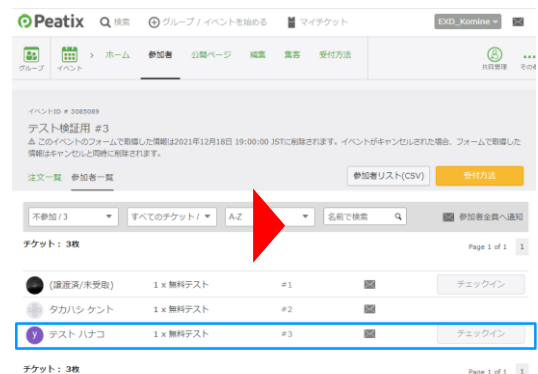 Peatix 検索 グループ / イベントを始める マイチケット EXD_Komine
グループ イベント › ホーム 参加者 公開ページ 編集 集客 受付方法 共同管理 その他
イベントID # 3085089
テスト検証用 #3
このイベントのフォームで取得した情報は2021年12月18日 19:00:00 JSTに削除されます。イベントがキャンセルされた場合、フォームで取得した
情報はキャンセルと同時に削除されます。
注文一覧 参加者一覧 参加者リスト(CSV) 受付方法
不参加 / 3 すべてのチケット / A-Z 名前で検索 参加者全員へ通知
チケット： 3枚 Page 1 of 1 1
(譲渡済/未受取) 1 x 無料テスト #1 チェックイン
タカハシ ケント 1 x 無料テスト #2
y テスト ハナコ 1 x 無料テスト #3 チェックイン
チケット： 3枚 Page 1 of 1 1